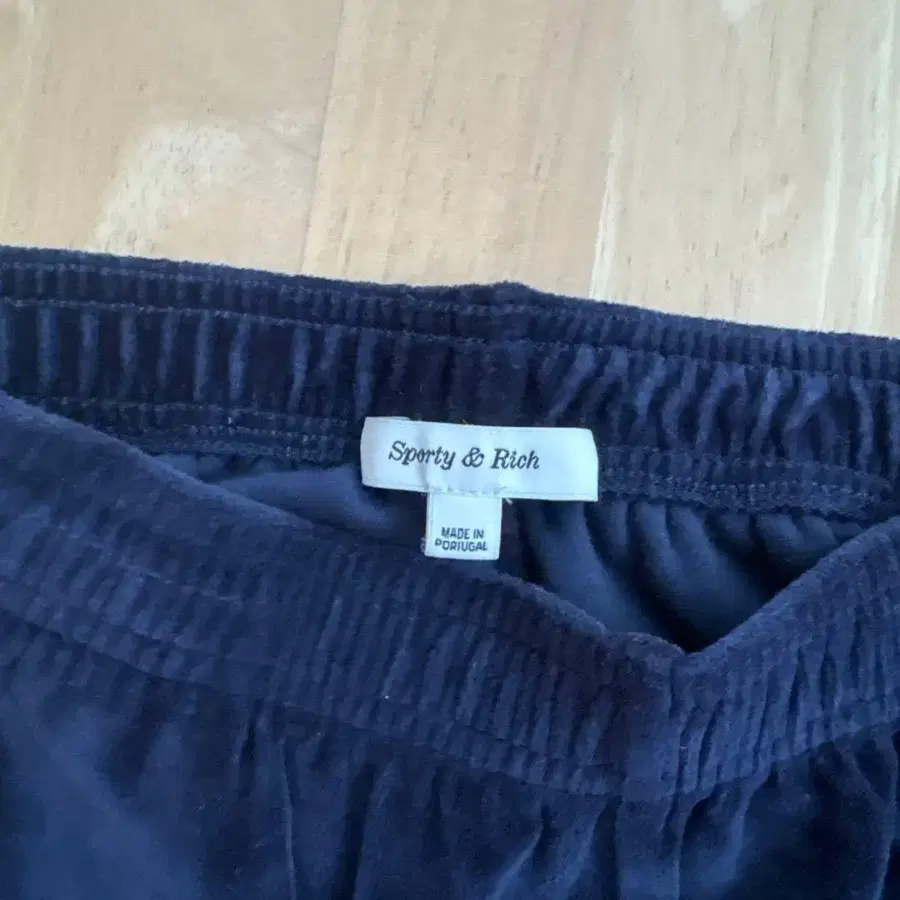 Sporty & Rich
MADE IN
PORTUGAL